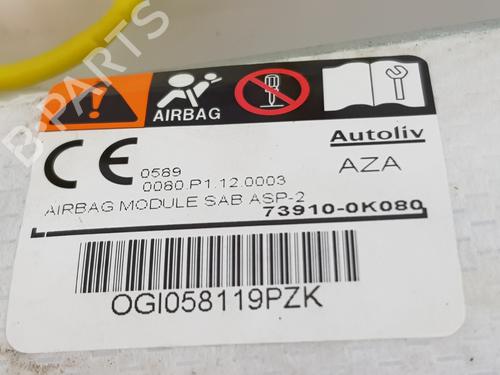 AIRBAG
CE 0589
0080.P1.12.0003
Autoliv
AZA
AIRBAG MODULE SAB ASP-2
73910-0K080
OGI058119PZK
B-PARTS